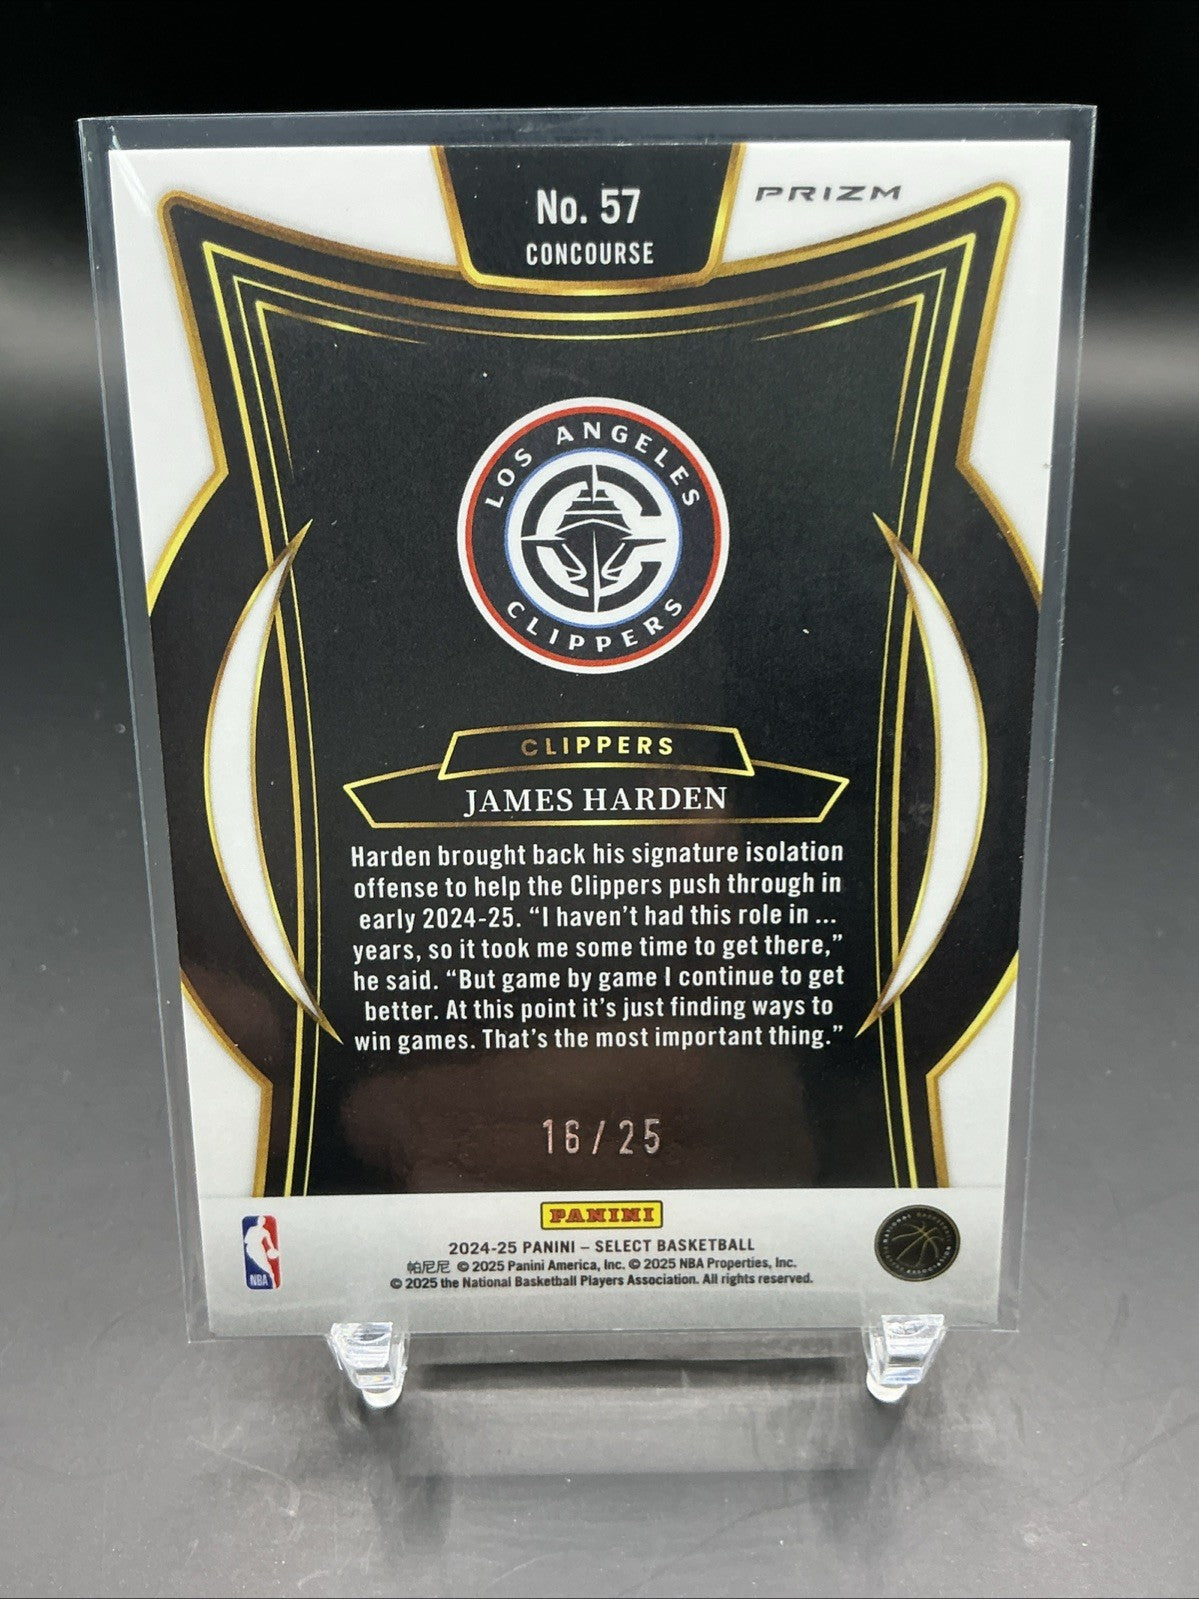 No. 57
PRIZM
CONCOURSE
LOS ANGELES
CLIPPERS
CLIPPERS
JAMES HARDEN
Harden brought back his signature isolation
offense to help the Clippers push through in
early 2024-25. “I haven’t had this role in ...
years, so it took me some time to get there,”
he said. “But game by game I continue to get
better. At this point it’s just finding ways to
win games. That’s the most important thing.”
16/25
PANINI
NBA
2024-25 PANINI – SELECT BASKETBALL
帕尼尼 © 2025 Panini America, Inc. © 2025 NBA Properties, Inc.
© 2025 the National Basketball Players Association. All rights reserved.
NATIONAL BASKETBALL